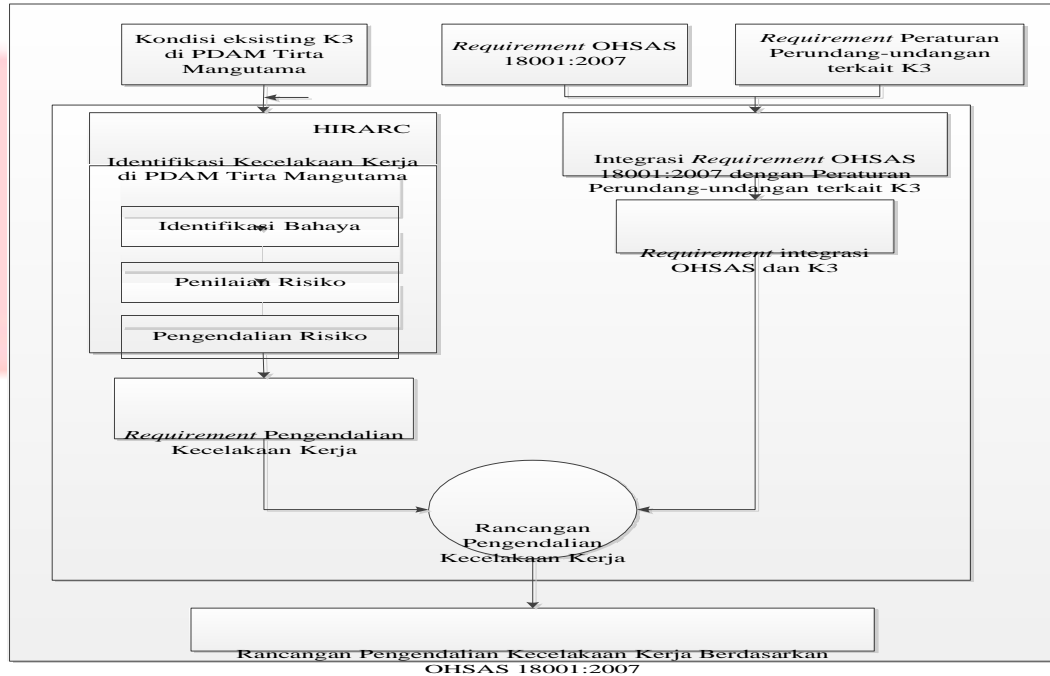 Kondisi eksisting K3
di PDAM Tirta
Mangutama
Requirement OHSAS
18001:2007
Requirement Peraturan
Perundang-undangan
terkait K3
HIRARC
Identifikasi Kecelakaan Kerja
di PDAM Tirta Mangutama
Identifikasi Bahaya
Penilaian Risiko
Pengendalian Risiko
Integrasi Requirement OHSAS
18001:2007 dengan Peraturan
Perundang-undangan terkait K3
Requirement integrasi
OHSAS dan K3
Requirement Pengendalian
Kecelakaan Kerja
Rancangan
Pengendalian
Kecelakaan Kerja
Rancangan Pengendalian Kecelakaan Kerja Berdasarkan
OHSAS 18001:2007